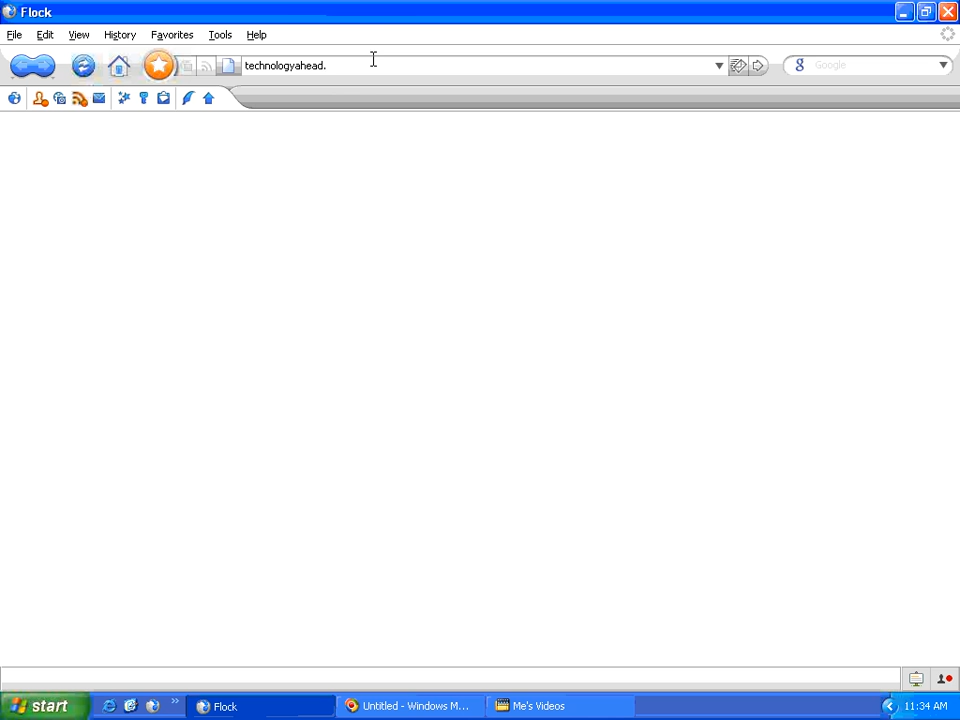 Flock
File Edit View History Favorites Tools Help
technologyahead.
Google
start
Flock
Untitled - Windows M...
Me's Videos
11:34 AM